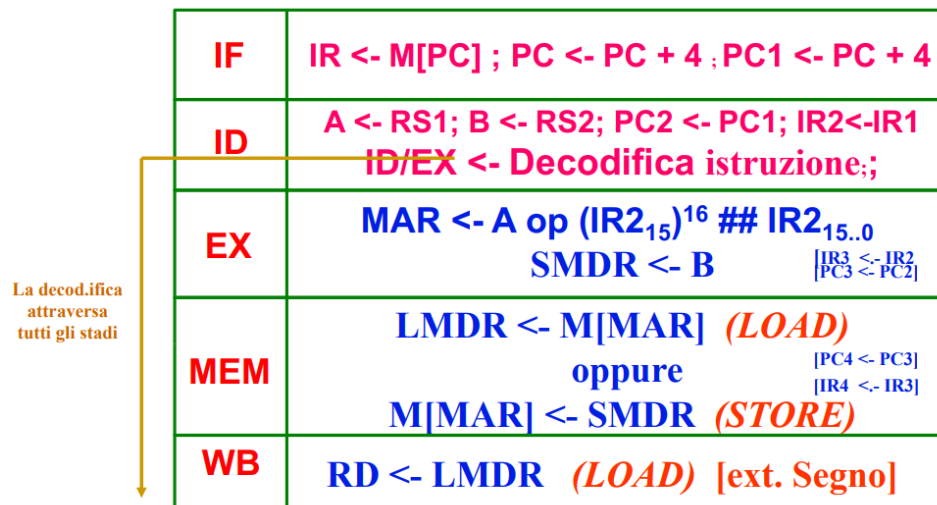 IF
IR <- M[PC] ; PC <- PC + 4 ; PC1 <- PC + 4
ID
A <- RS1; B <- RS2; PC2 <- PC1; IR2<-IR1
ID/EX <- Decodifica istruzione;;
EX
MAR <- A op (IR2₁₅)¹⁶ ## IR2₁₅..₀
SMDR <- B
[IR3 <.- IR2
[PC3 <- PC2]
La decod.ifica
attraversa
tutti gli stadi
MEM
LMDR <- M[MAR] (LOAD)
oppure
[PC4 <- PC3]
[IR4 <.- IR3]
M[MAR] <- SMDR (STORE)
WB
RD <- LMDR (LOAD) [ext. Segno]